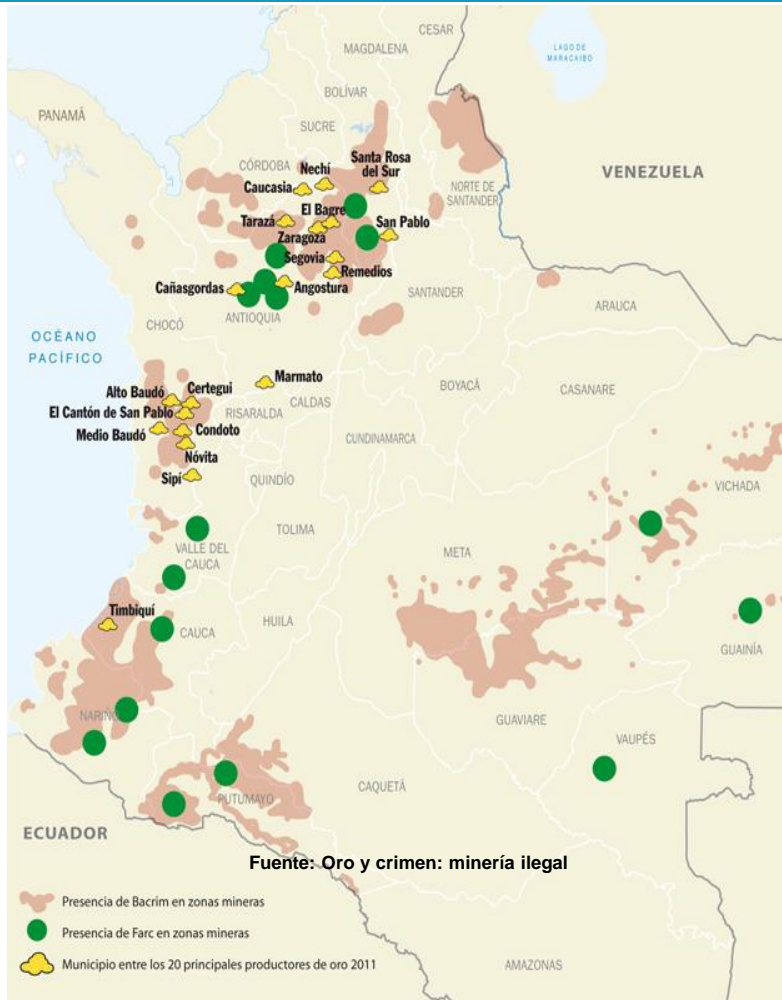 CESAR
MAGDALENA
LAGO DE
MARACAIBO
BOLÍVAR
PANAMÁ
SUCRE
CÓRDOBA
Nechí
Santa Rosa
del Sur
VENEZUELA
Caucasia
NORTE DE
SANTANDER
Tarazá
El Bagre
San Pablo
Zaragoza
Segovia
Remedios
Cañasgordas
Angostura
SANTANDER
ARAUCA
CHOCÓ
ANTIOQUIA
OCÉANO
PACÍFICO
Marmato
Alto Baudó
Certegui
BOYACÁ
CASANARE
El Cantón de San Pablo
RISARALDA
CALDAS
Medio Baudó
Condoto
CUNDINAMARCA
Nóvita
Sipí
QUINDÍO
VICHADA
TOLIMA
VALLE DEL
CAUCA
META
Timbiquí
CAUCA
HUILA
GUAINÍA
NARIÑO
GUAVIARE
VAUPÉS
CAQUETÁ
PUTUMAYO
ECUADOR
Fuente: Oro y crimen: minería ilegal
Presencia de Bacrim en zonas mineras
Presencia de Farc en zonas mineras
Municipio entre los 20 principales productores de oro 2011
AMAZONAS